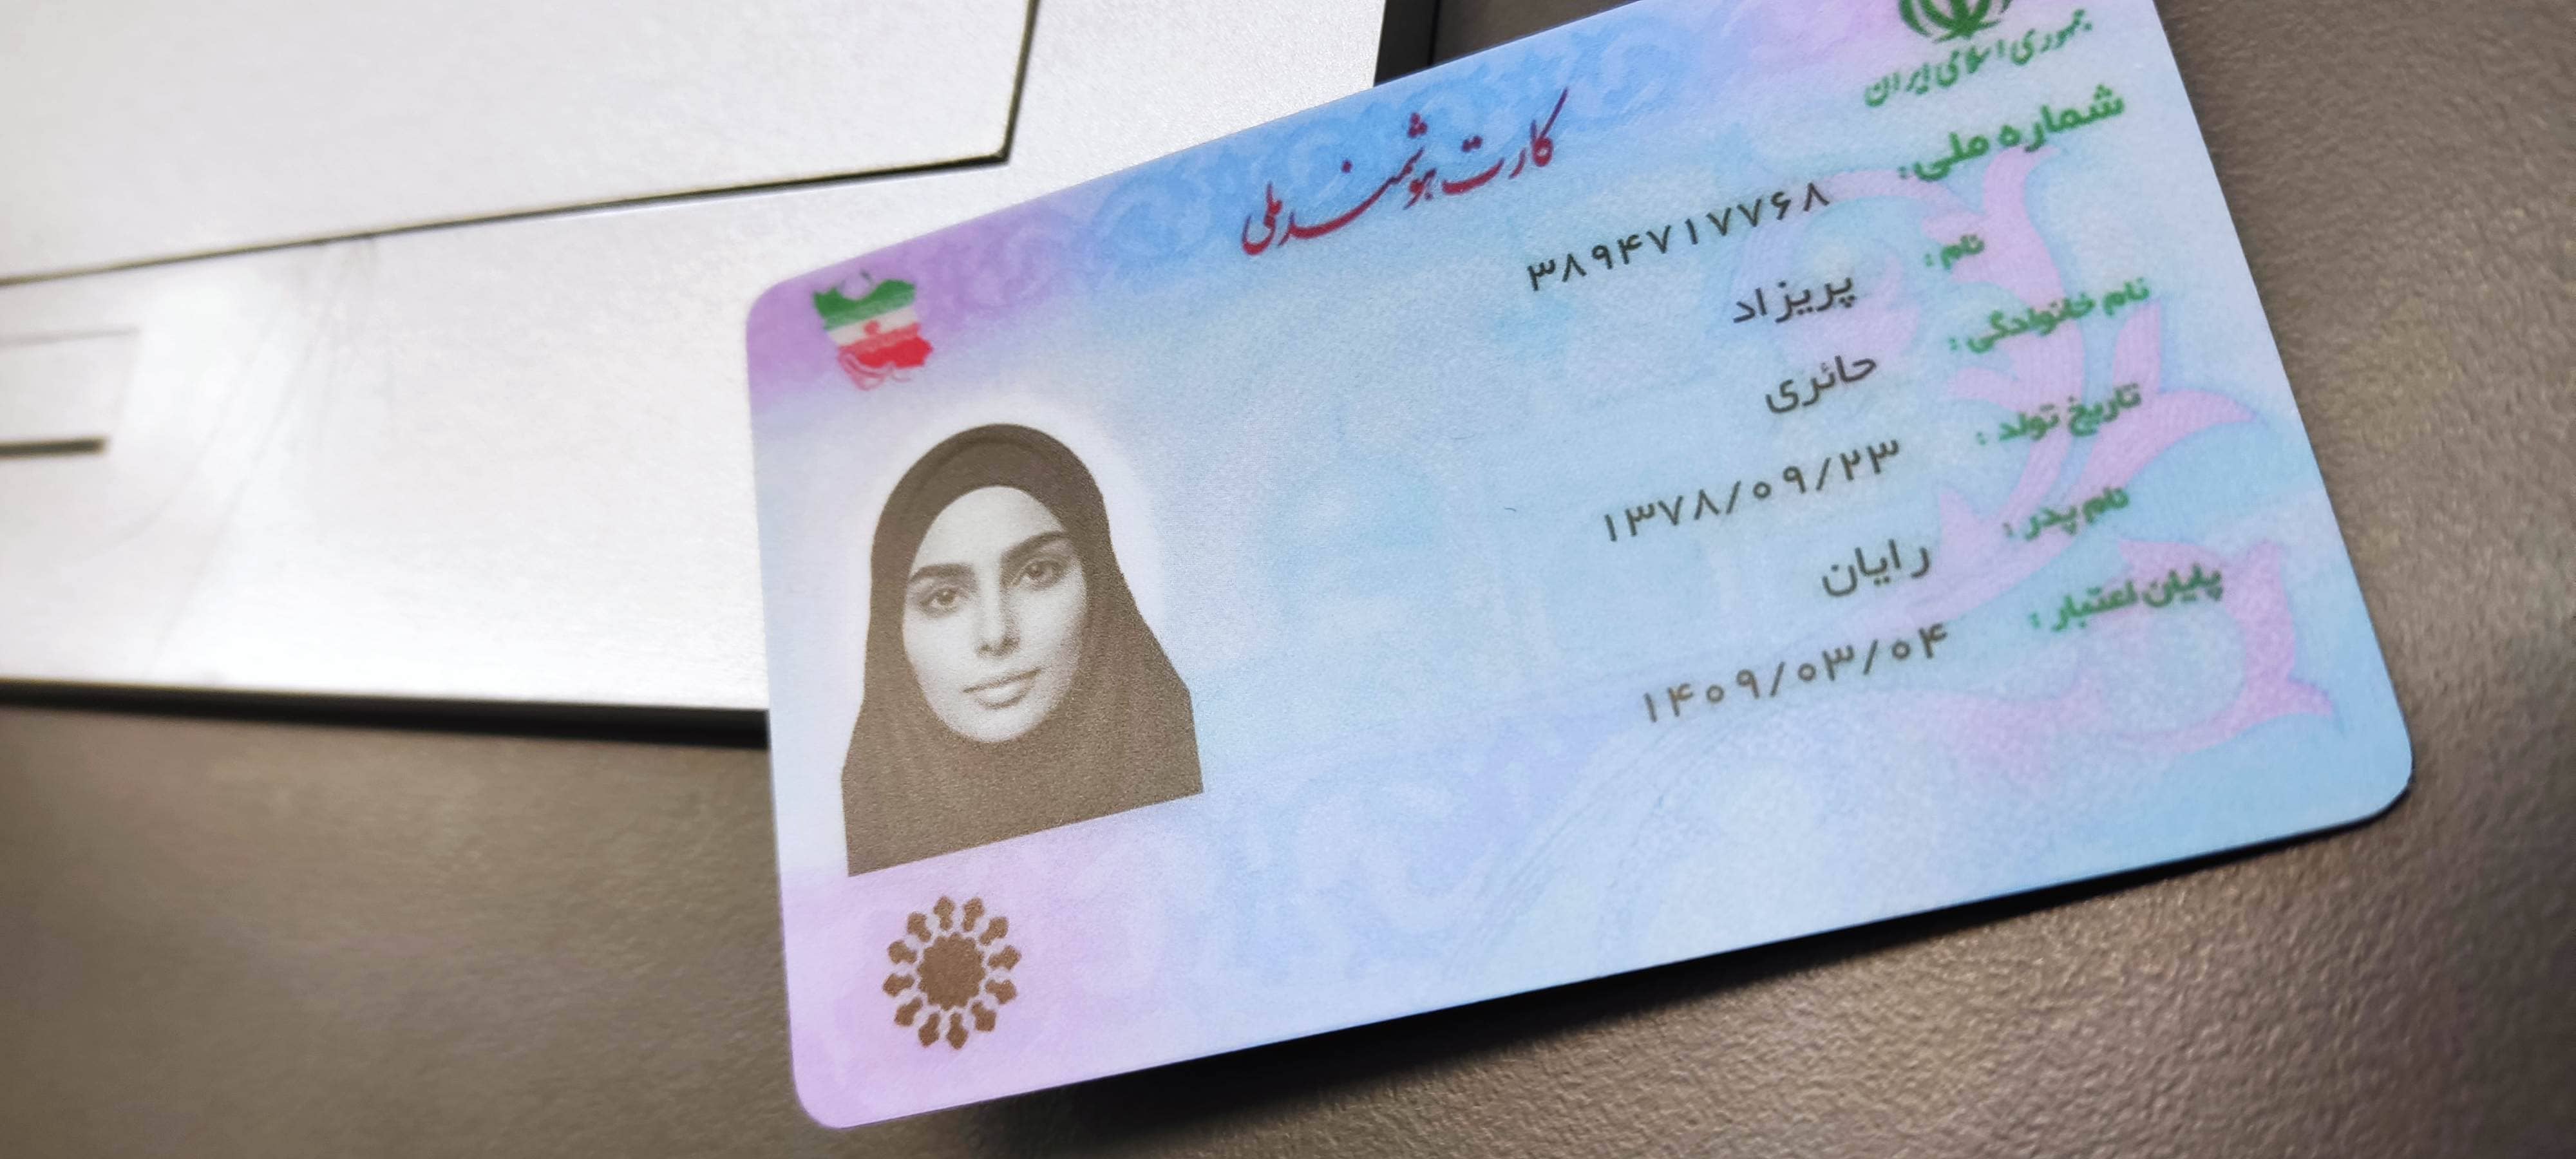 جمهوری اسلامی ایران
کارت هوشمند ملی
شماره ملی: ۳۸۹۴۷۱۷۷۶۸
نام: پریزاد
نام خانوادگی: حائری
تاریخ تولد: ۱۳۷۸/۰۹/۲۳
نام پدر: رایان
پایان اعتبار: ۱۴۰۹/۰۳/۰۴